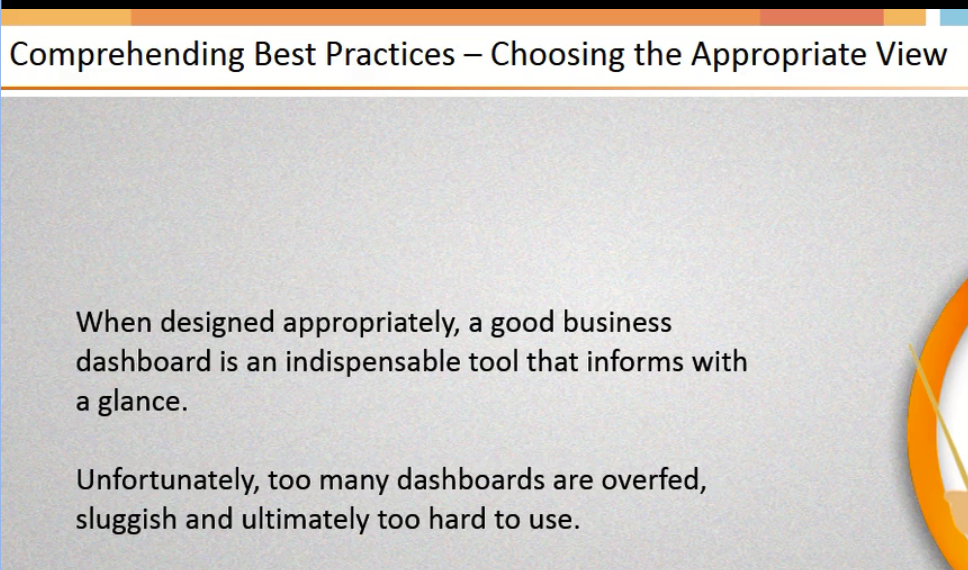 Comprehending Best Practices – Choosing the Appropriate View
When designed appropriately, a good business
dashboard is an indispensable tool that informs with
a glance.
Unfortunately, too many dashboards are overfed,
sluggish and ultimately too hard to use.